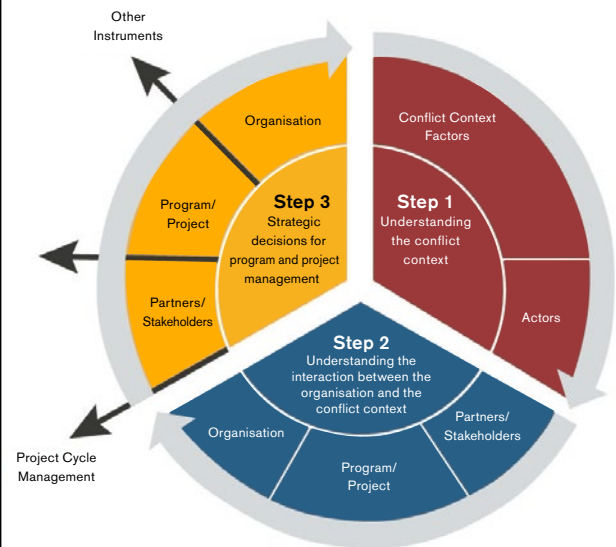 Other
Instruments
Organisation
Program/
Project
Partners/
Stakeholders
Step 3
Strategic
decisions for
program and project
management
Conflict Context
Factors
Step 1
Understanding
the conflict
context
Actors
Step 2
Understanding the
interaction between the
organisation and the
conflict context
Organisation
Program/
Project
Partners/
Stakeholders
Project Cycle
Management